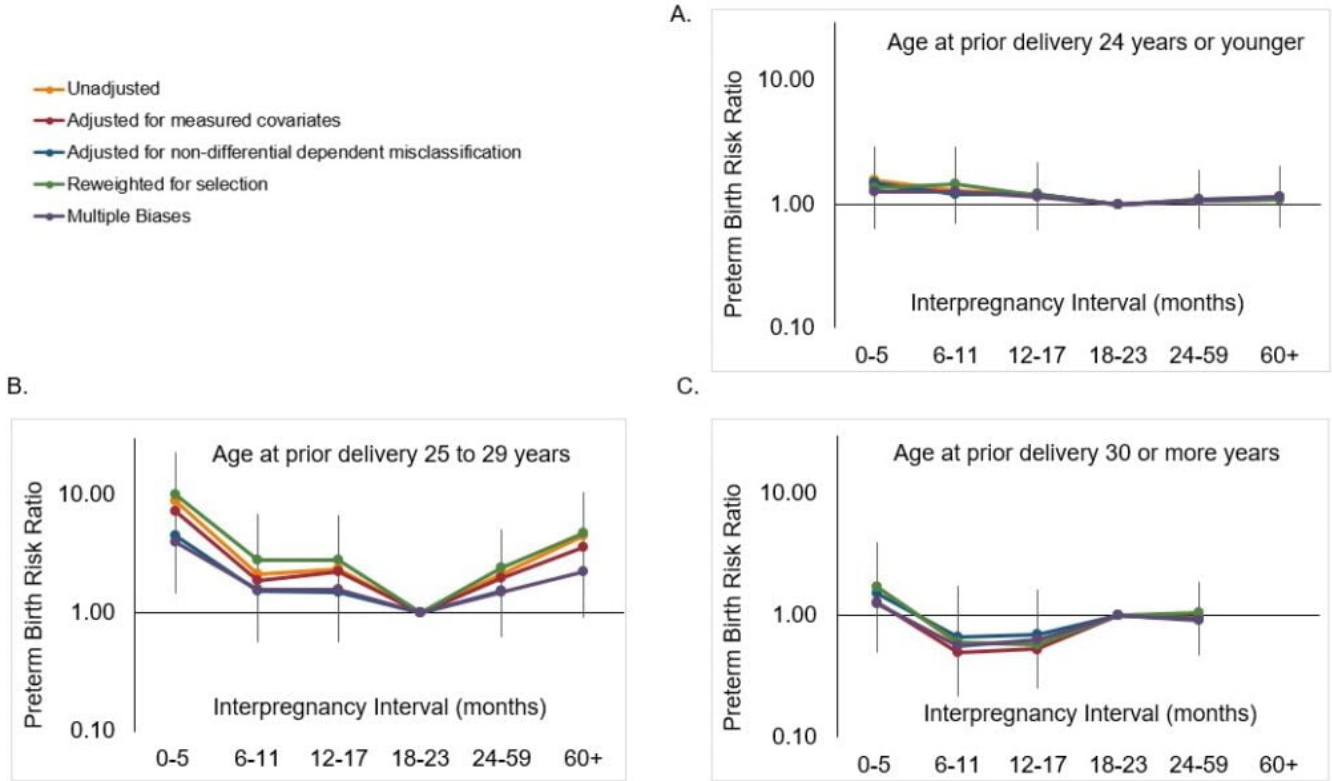 A.
Unadjusted
Adjusted for measured covariates
Adjusted for non-differential dependent misclassification
Reweighted for selection
Multiple Biases
Age at prior delivery 24 years or younger
Preterm Birth Risk Ratio
10.00
1.00
0.10
Interpregnancy Interval (months)
0-5 6-11 12-17 18-23 24-59 60+
B.
Age at prior delivery 25 to 29 years
Preterm Birth Risk Ratio
10.00
1.00
0.10
Interpregnancy Interval (months)
0-5 6-11 12-17 18-23 24-59 60+
C.
Age at prior delivery 30 or more years
Preterm Birth Risk Ratio
10.00
1.00
0.10
Interpregnancy Interval (months)
0-5 6-11 12-17 18-23 24-59 60+